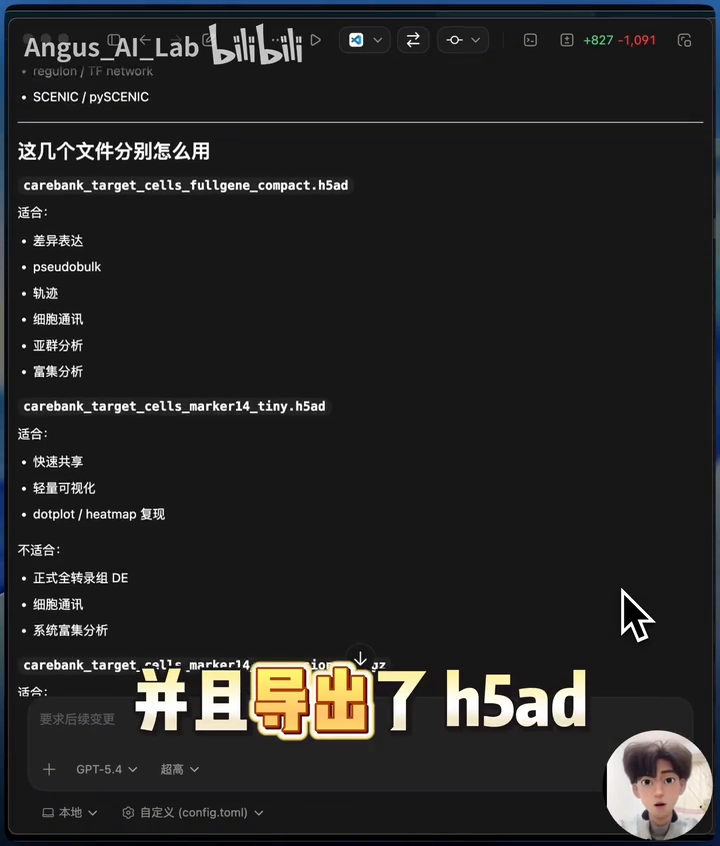 Angus_AI_Lab bilibili
+827 -1,091
regulon / TF network
SCENIC / pySCENIC
这几个文件分别怎么用
carebank_target_cells_fullgene_compact.h5ad
适合：
差异表达
pseudobulk
轨迹
细胞通讯
亚群分析
富集分析
carebank_target_cells_marker14_tiny.h5ad
适合：
快速共享
轻量可视化
dotplot / heatmap 复现
不适合：
正式全转录组 DE
细胞通讯
系统富集分析
carebank_target_cells_marker14_
适合：
并且导出了 h5ad
要求后续变更
GPT-5.4 超高
本地 自定义 (config.toml)